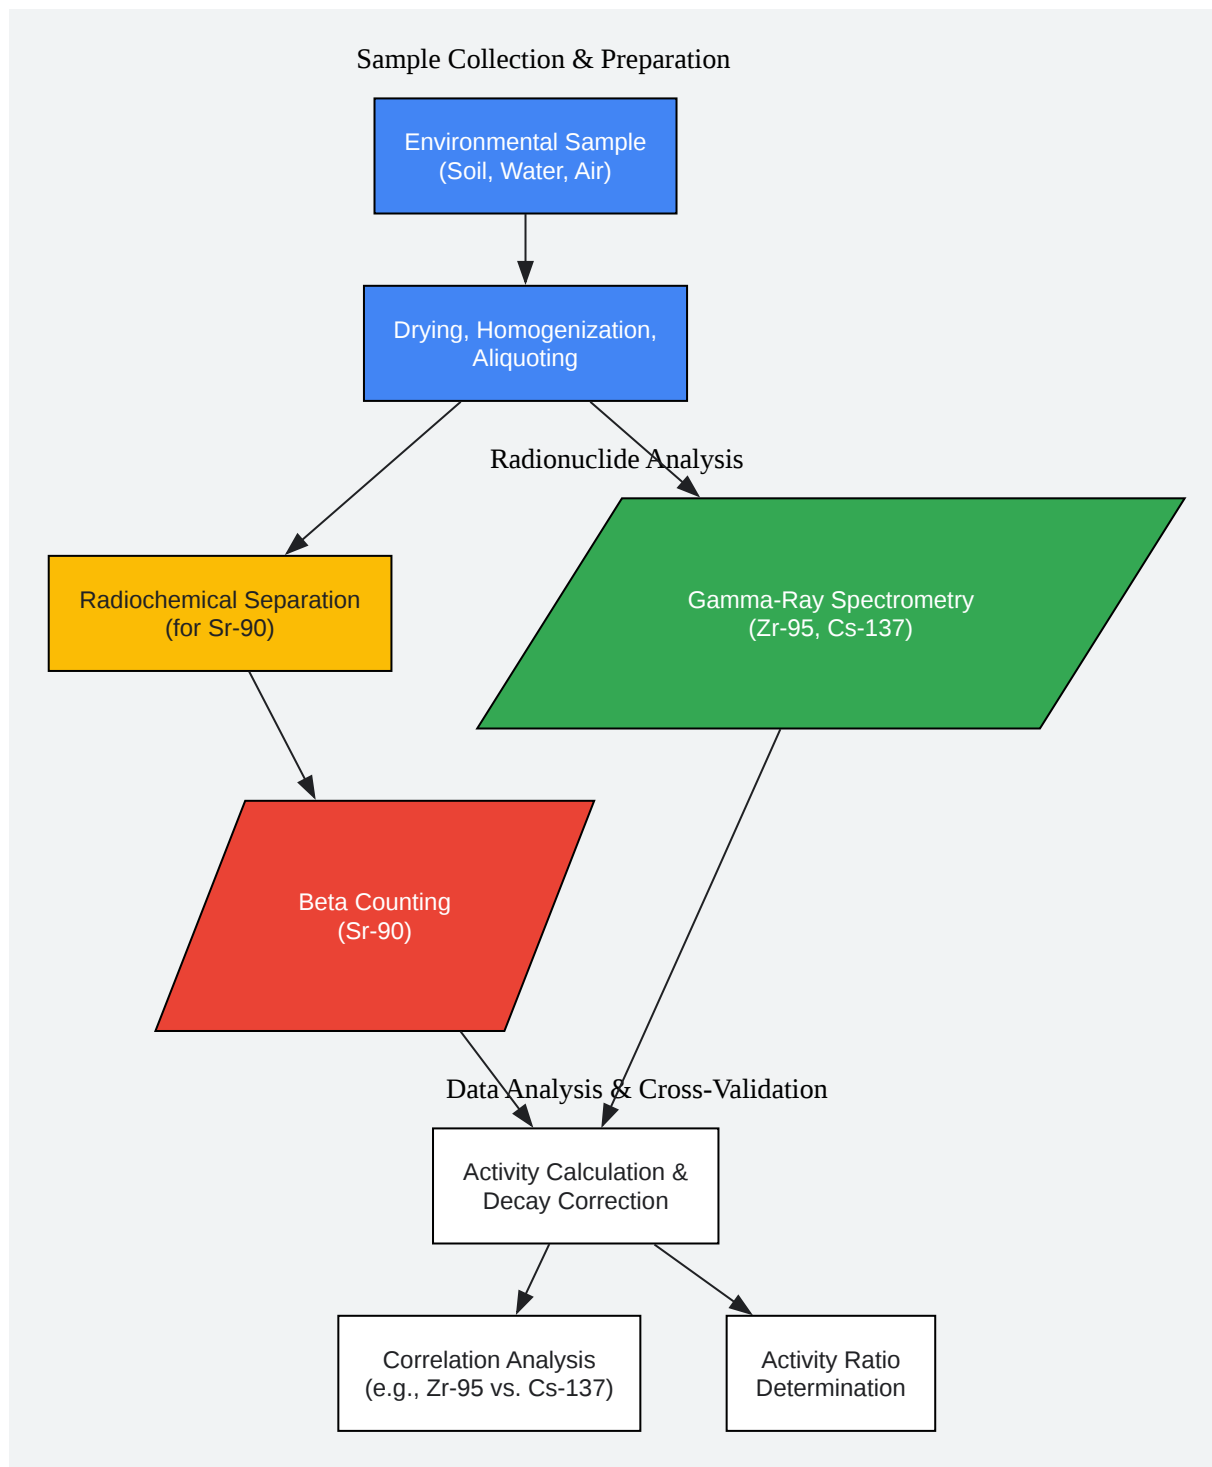 Sample Collection & Preparation
Environmental Sample
(Soil, Water, Air)
Drying, Homogenization,
Aliquoting
Radionuclide Analysis
Radiochemical Separation
(for Sr-90)
Gamma-Ray Spectrometry
(Zr-95, Cs-137)
Beta Counting
(Sr-90)
Data Analysis & Cross-Validation
Activity Calculation &
Decay Correction
Correlation Analysis
(e.g., Zr-95 vs. Cs-137)
Activity Ratio
Determination